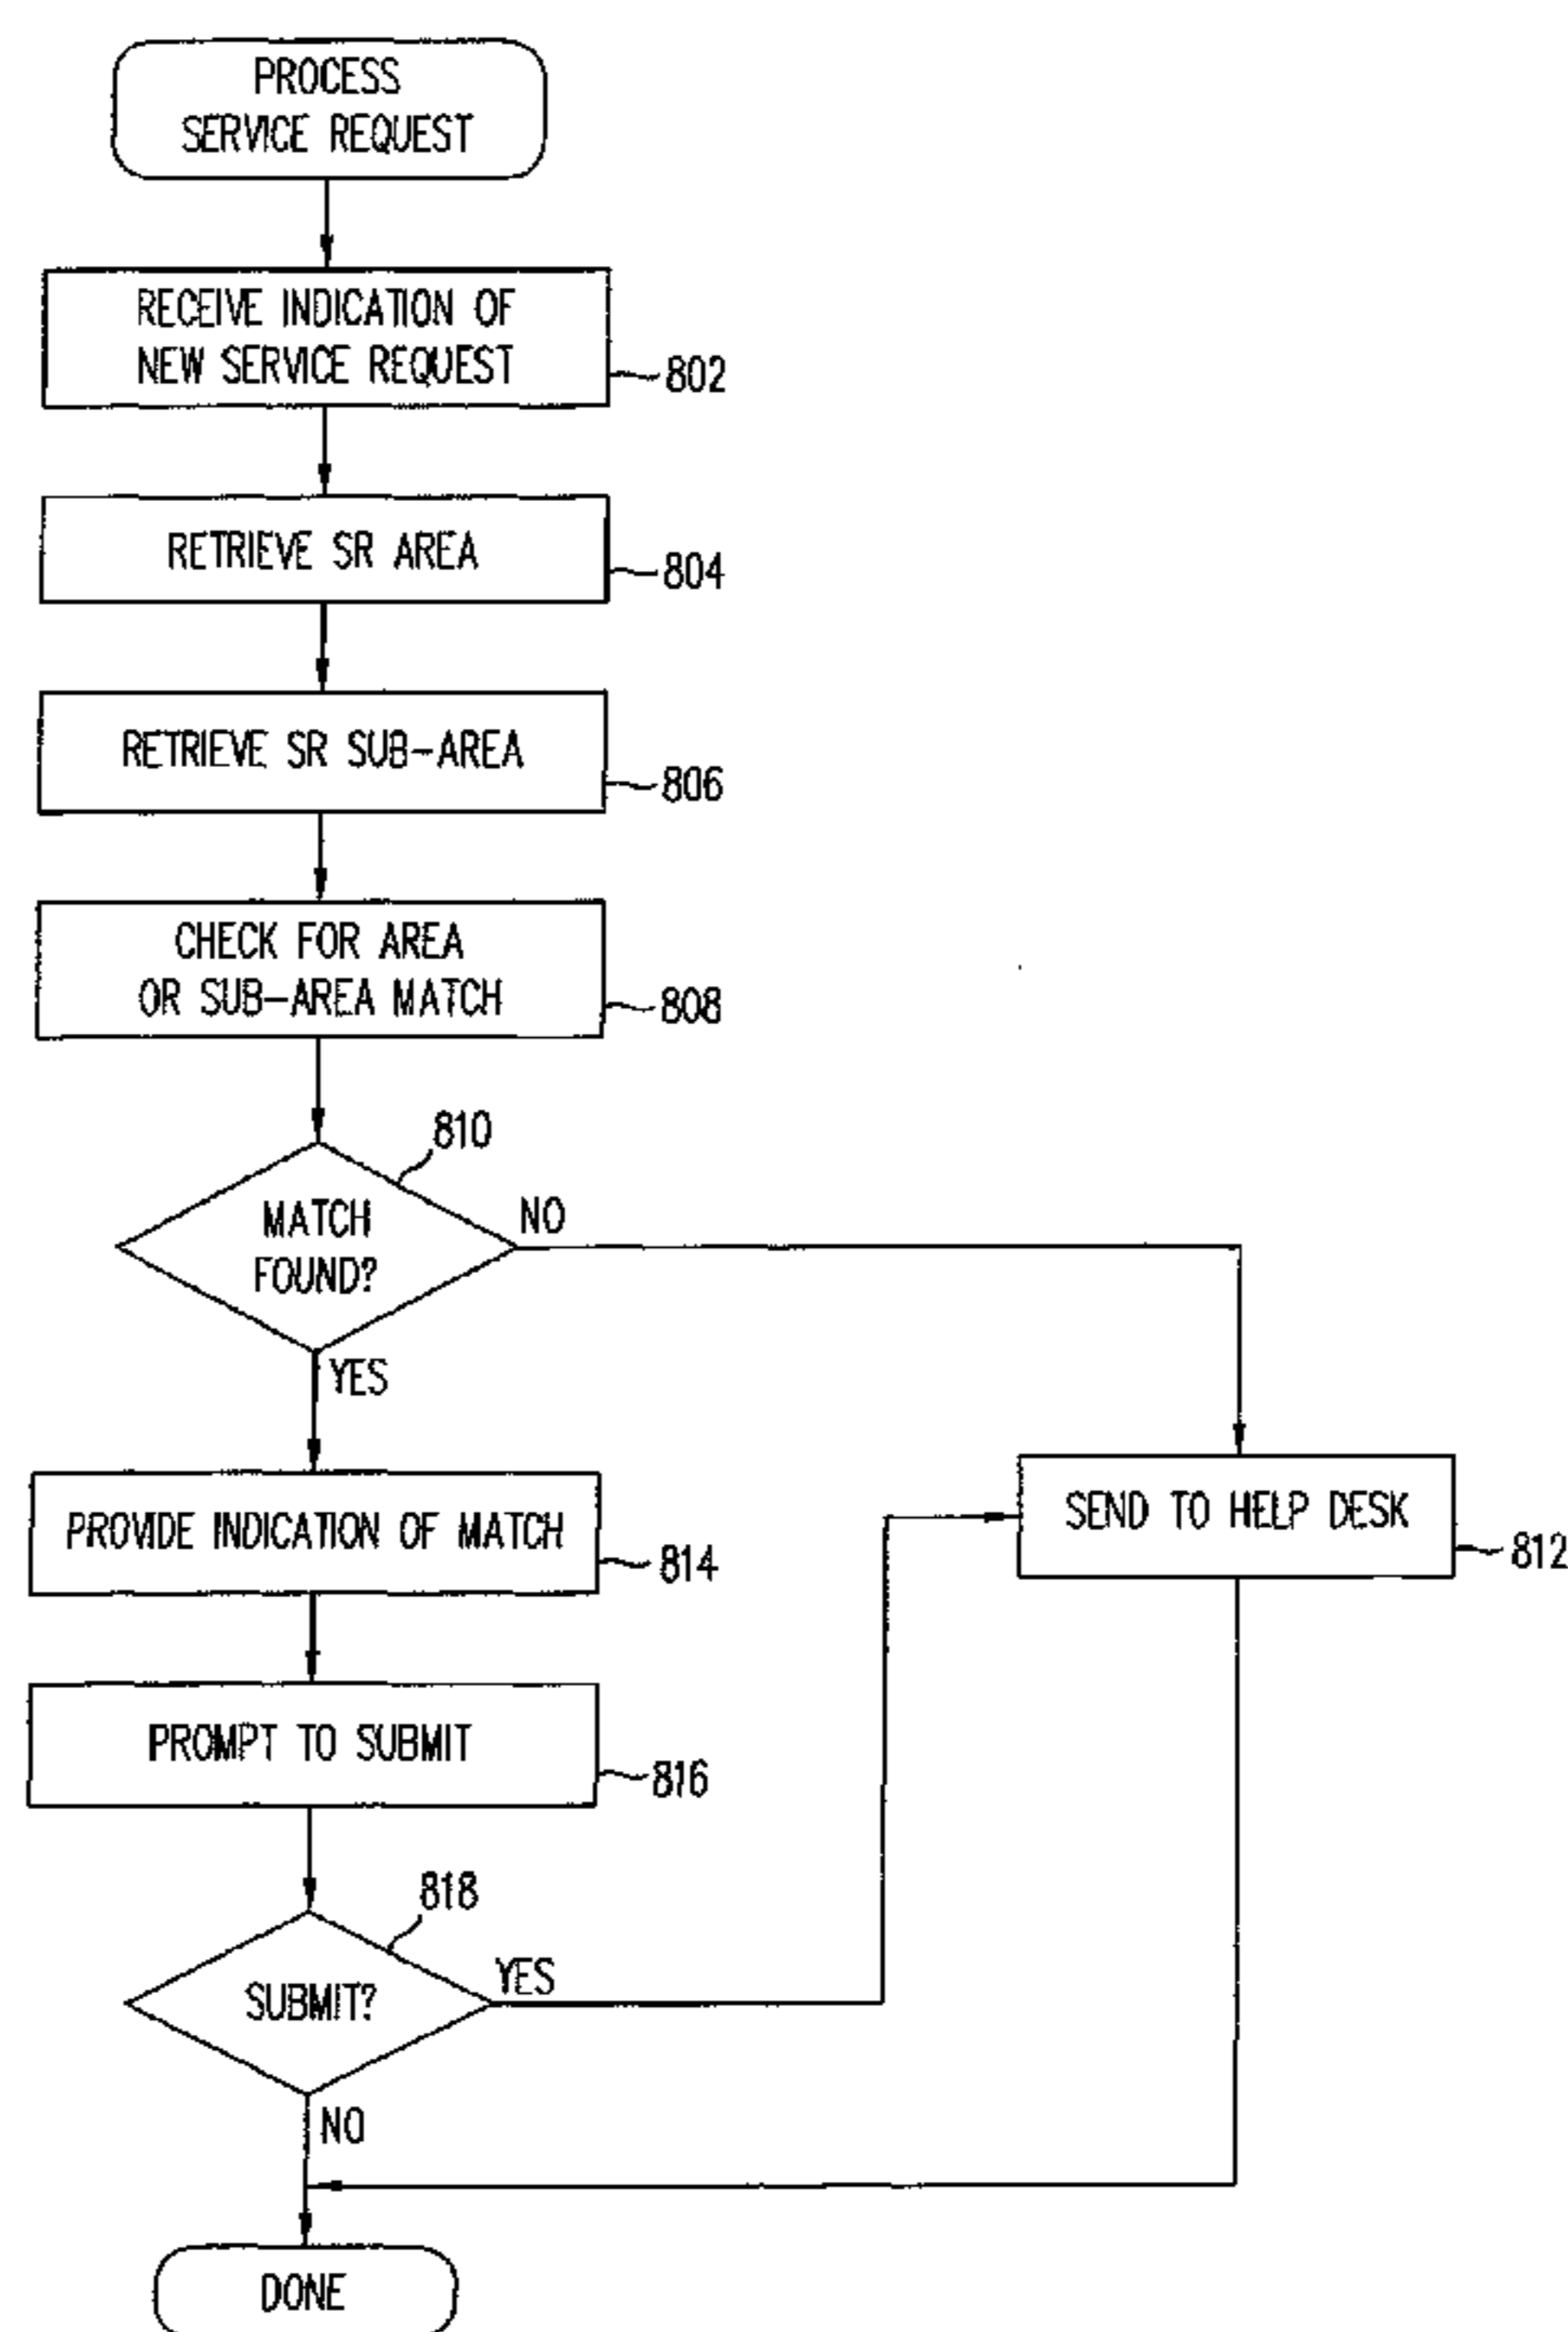 PROCESS
SERVICE REQUEST
RECEIVE INDICATION OF
NEW SERVICE REQUEST
802
RETRIEVE SR AREA
804
RETRIEVE SR SUB-AREA
806
CHECK FOR AREA
OR SUB-AREA MATCH
808
810
MATCH
FOUND?
NO
YES
PROVIDE INDICATION OF MATCH
814
SEND TO HELP DESK
812
PROMPT TO SUBMIT
816
818
SUBMIT?
YES
NO
DONE